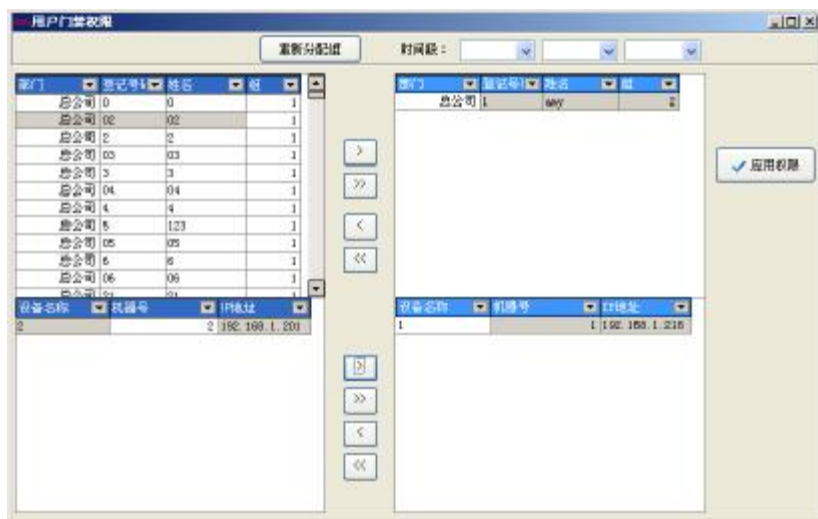 用户门禁权限
重新分配组 时间段：
部门 登记号码 姓名 组
总公司 0 0 1
总公司 02 02 1
总公司 2 2 1
总公司 03 03 1
总公司 3 3 1
总公司 04 04 1
总公司 4 4 1
总公司 5 123 1
总公司 05 05 1
总公司 6 6 1
总公司 06 06 1
部门 登记号码 姓名 组
总公司 1 amy 2
> >> < <<
应用权限
设备名称 机器号 IP地址
2 2 192.168.1.201
设备名称 机器号 IP地址
1 1 192.168.1.218
> >> < <<